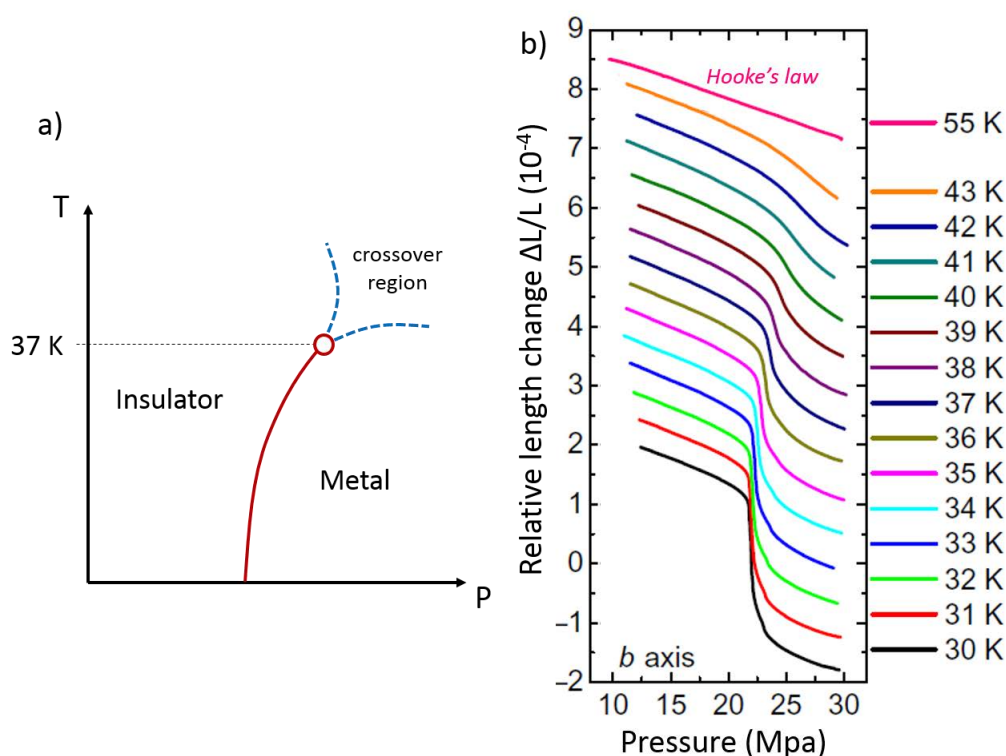 a)
T
37 K
Insulator
Metal
crossover
region
P
b)
Relative length change ΔL/L (10⁻⁴)
9
8
7
6
5
4
3
2
1
0
−1
−2
Hooke's law
b axis
10 15 20 25 30
Pressure (Mpa)
55 K
43 K
42 K
41 K
40 K
39 K
38 K
37 K
36 K
35 K
34 K
33 K
32 K
31 K
30 K